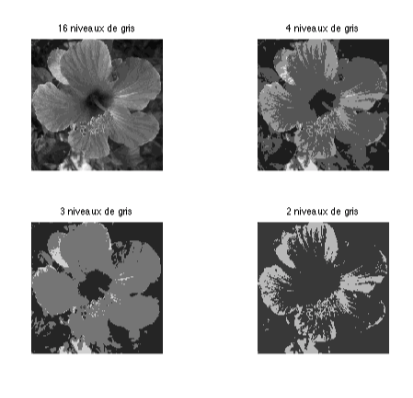 16 niveaux de gris
4 niveaux de gris
3 niveaux de gris
2 niveaux de gris